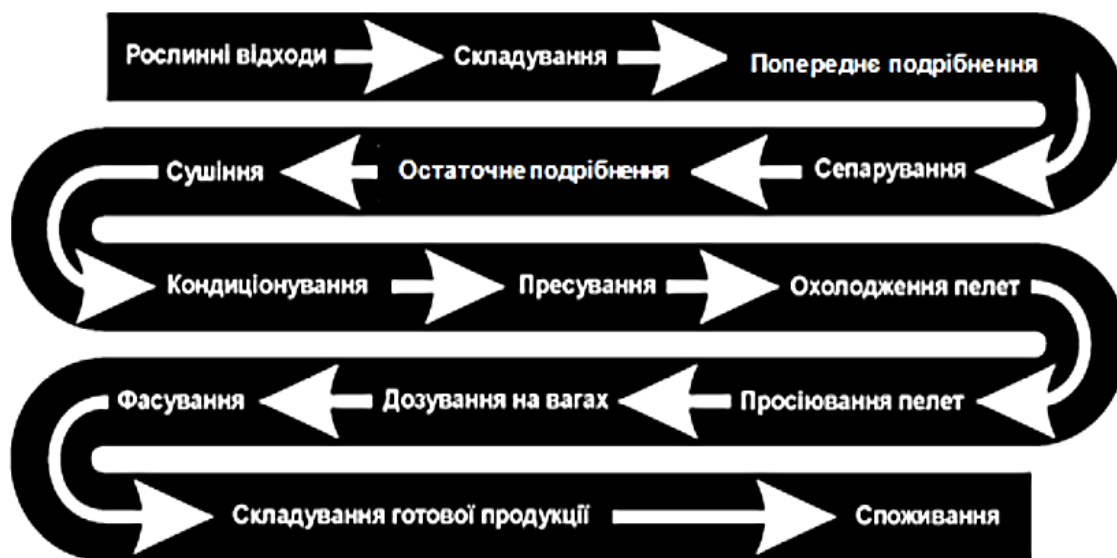 Рослинні відходи Складування Попереднє подрібнення
Сепарування Остаточне подрібнення Сушіння
Кондиціонування Пресування Охолодження пелет
Просіювання пелет Дозування на вагах Фасування
Складування готової продукції Споживання